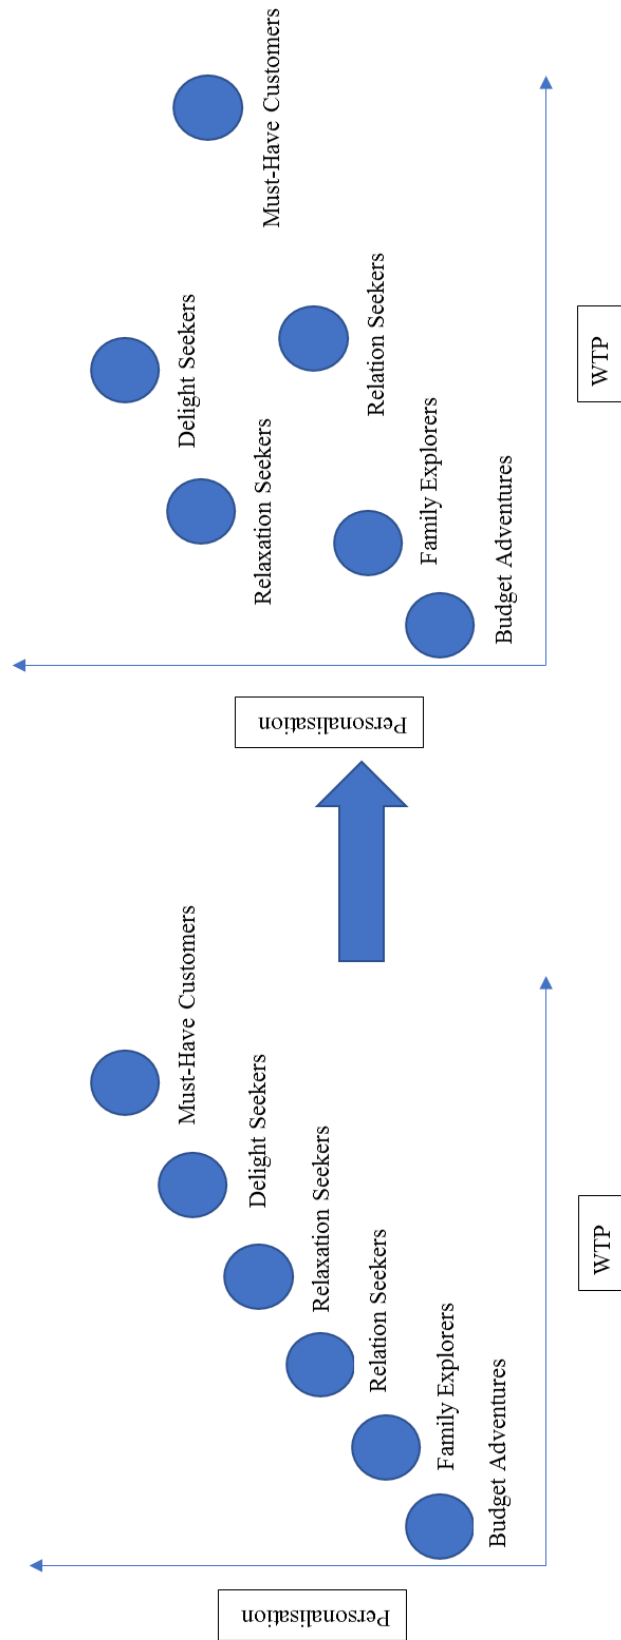 Personalisation
Must-Have Customers
Delight Seekers
Relaxation Seekers
Relation Seekers
Family Explorers
Budget Adventures
WTP
Personalisation
Delight Seekers
Must-Have Customers
Relaxation Seekers
Relation Seekers
Family Explorers
Budget Adventures
WTP